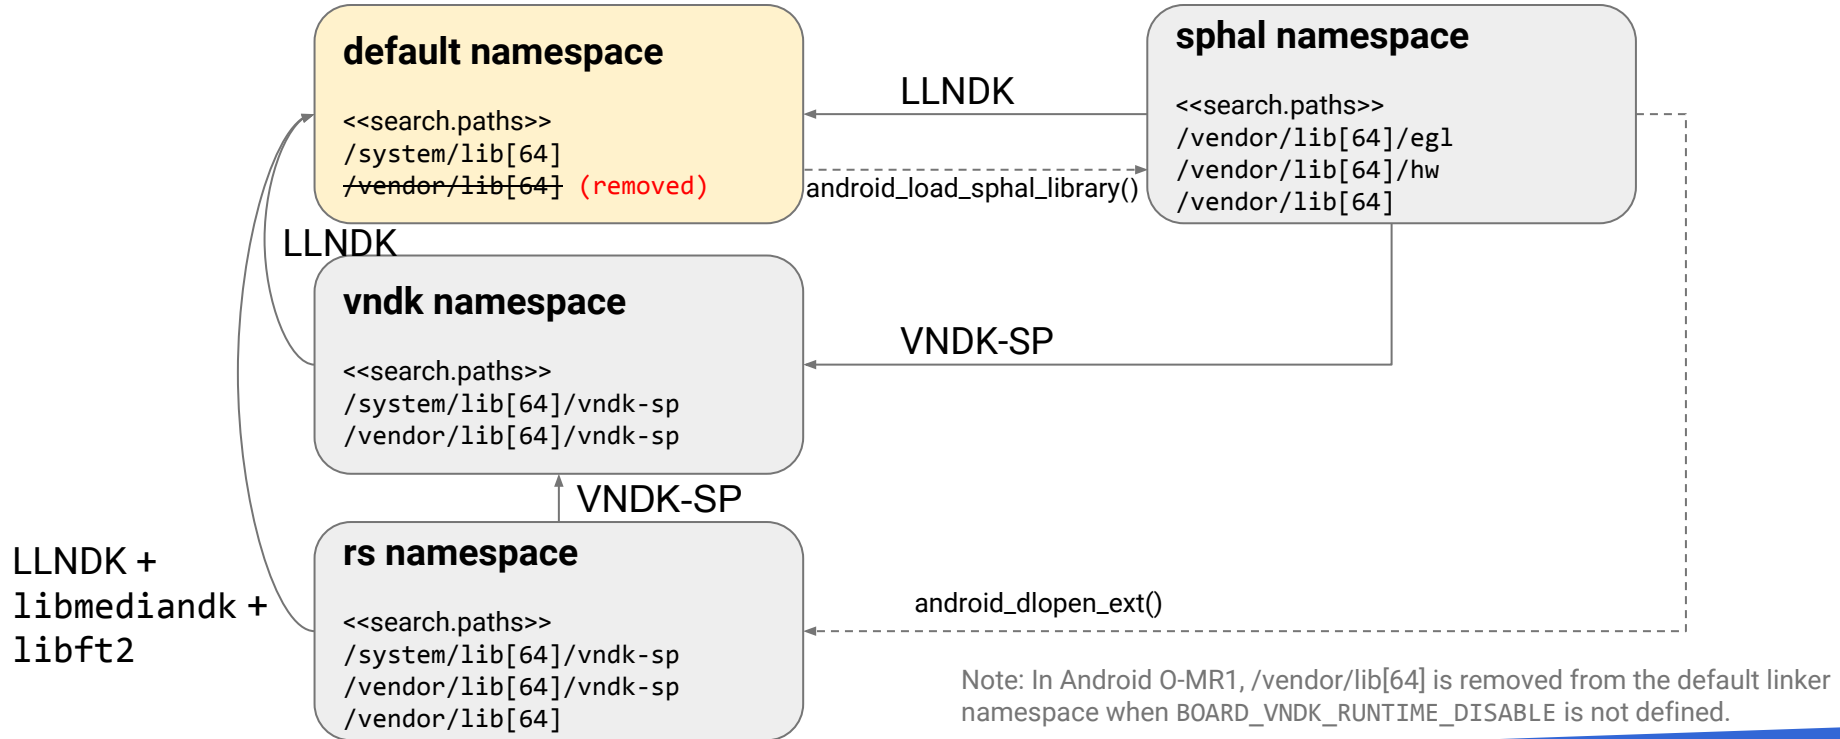 default namespace
<<search.paths>>
/system/lib[64]
/vendor/lib[64] (removed)
LLNDK
android_load_sphal_library()
sphal namespace
<<search.paths>>
/vendor/lib[64]/egl
/vendor/lib[64]/hw
/vendor/lib[64]
LLNDK
vndk namespace
<<search.paths>>
/system/lib[64]/vndk-sp
/vendor/lib[64]/vndk-sp
VNDK-SP
VNDK-SP
LLNDK +
libmediandk +
libft2
rs namespace
<<search.paths>>
/system/lib[64]/vndk-sp
/vendor/lib[64]/vndk-sp
/vendor/lib[64]
android_dlopen_ext()
Note: In Android O-MR1, /vendor/lib[64] is removed from the default linker
namespace when BOARD_VNDK_RUNTIME_DISABLE is not defined.